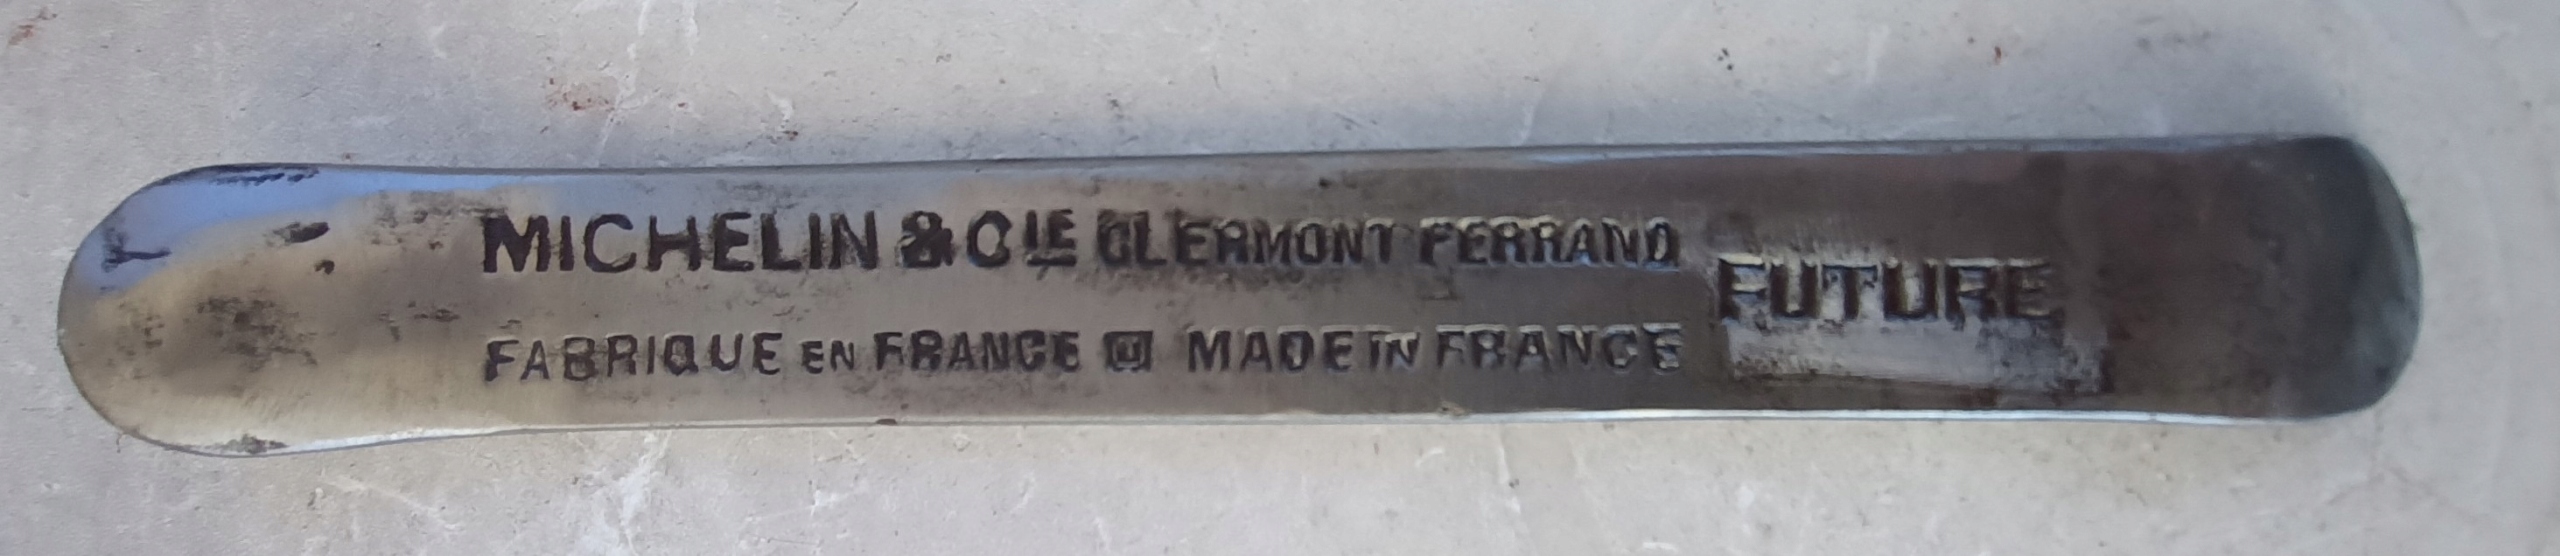 MICHELIN & CIE CLERMONT FERRAND
FUTURE
FABRIQUE EN FRANCE MADE IN FRANCE